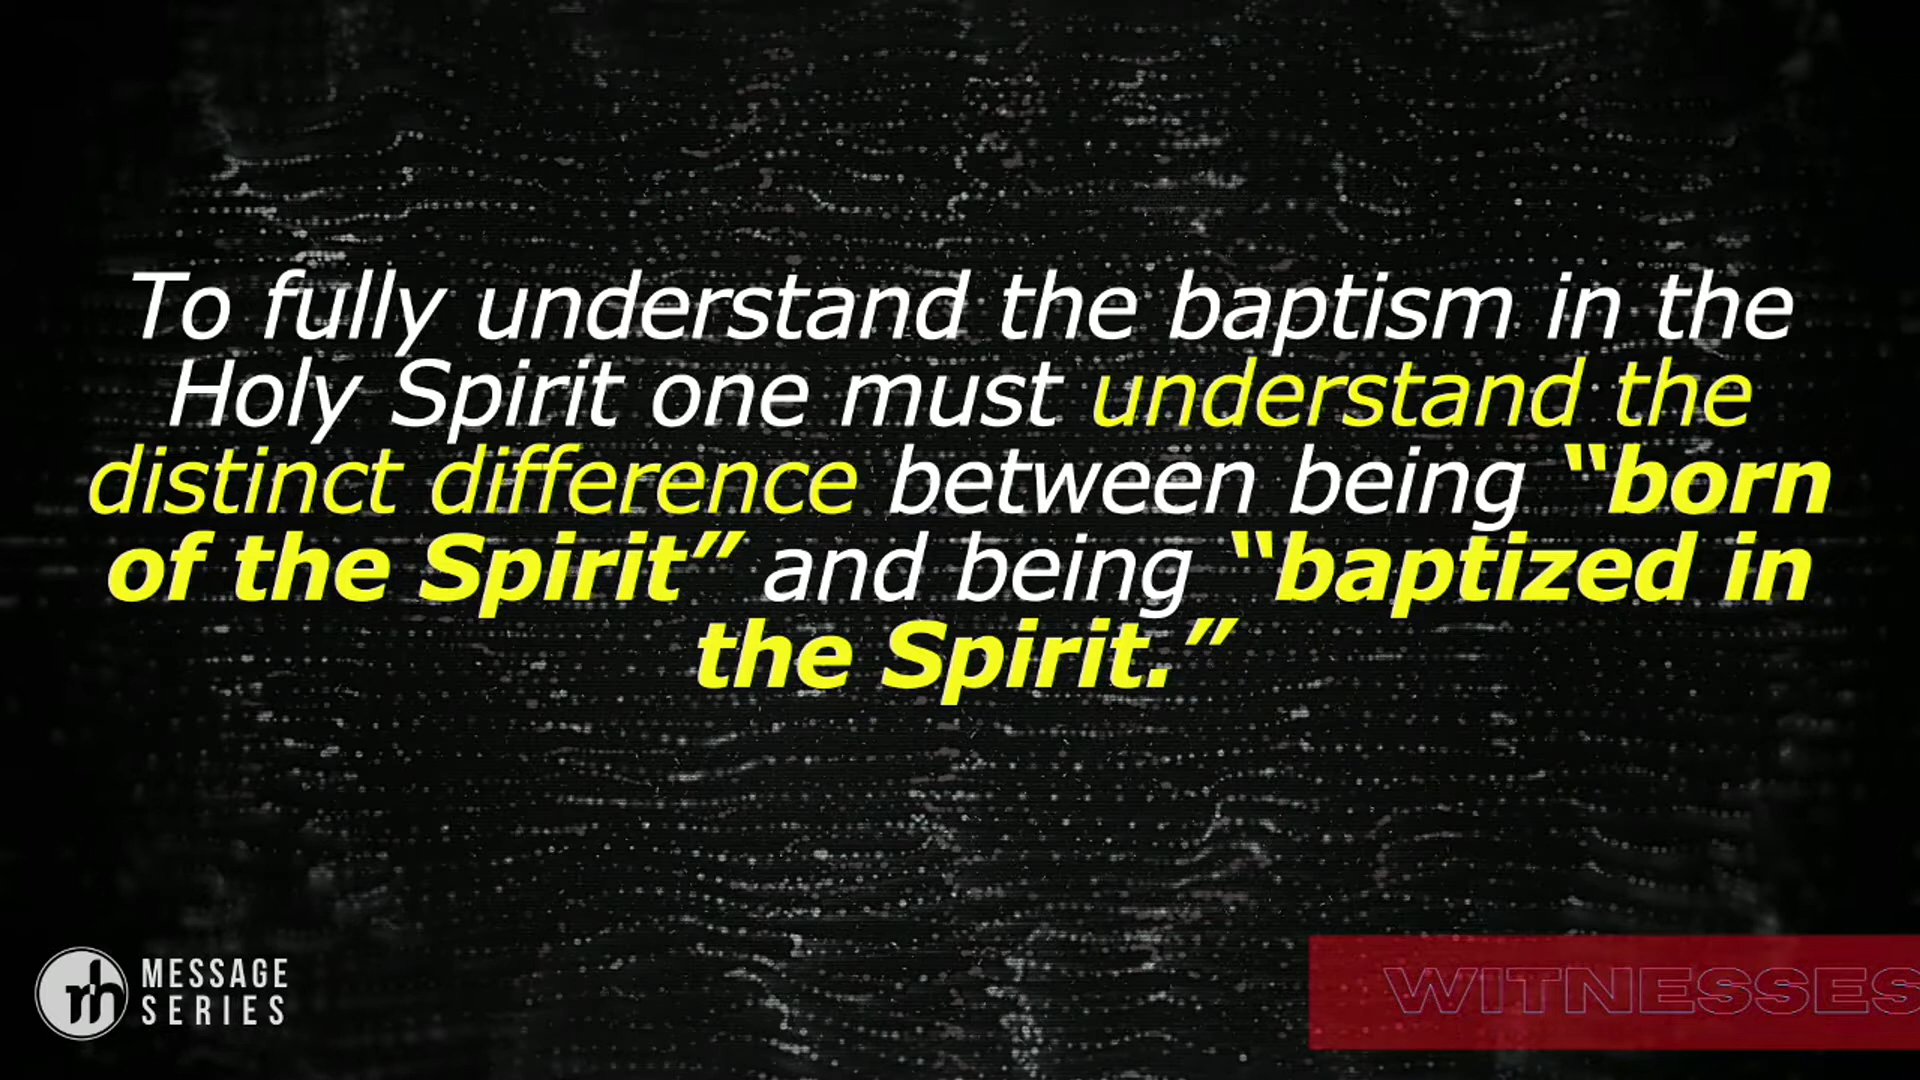 To fully understand the baptism in the
Holy Spirit one must understand the
distinct difference between being “born
of the Spirit” and being “baptized in
the Spirit.”
rh MESSAGE
SERIES
WITNESSES